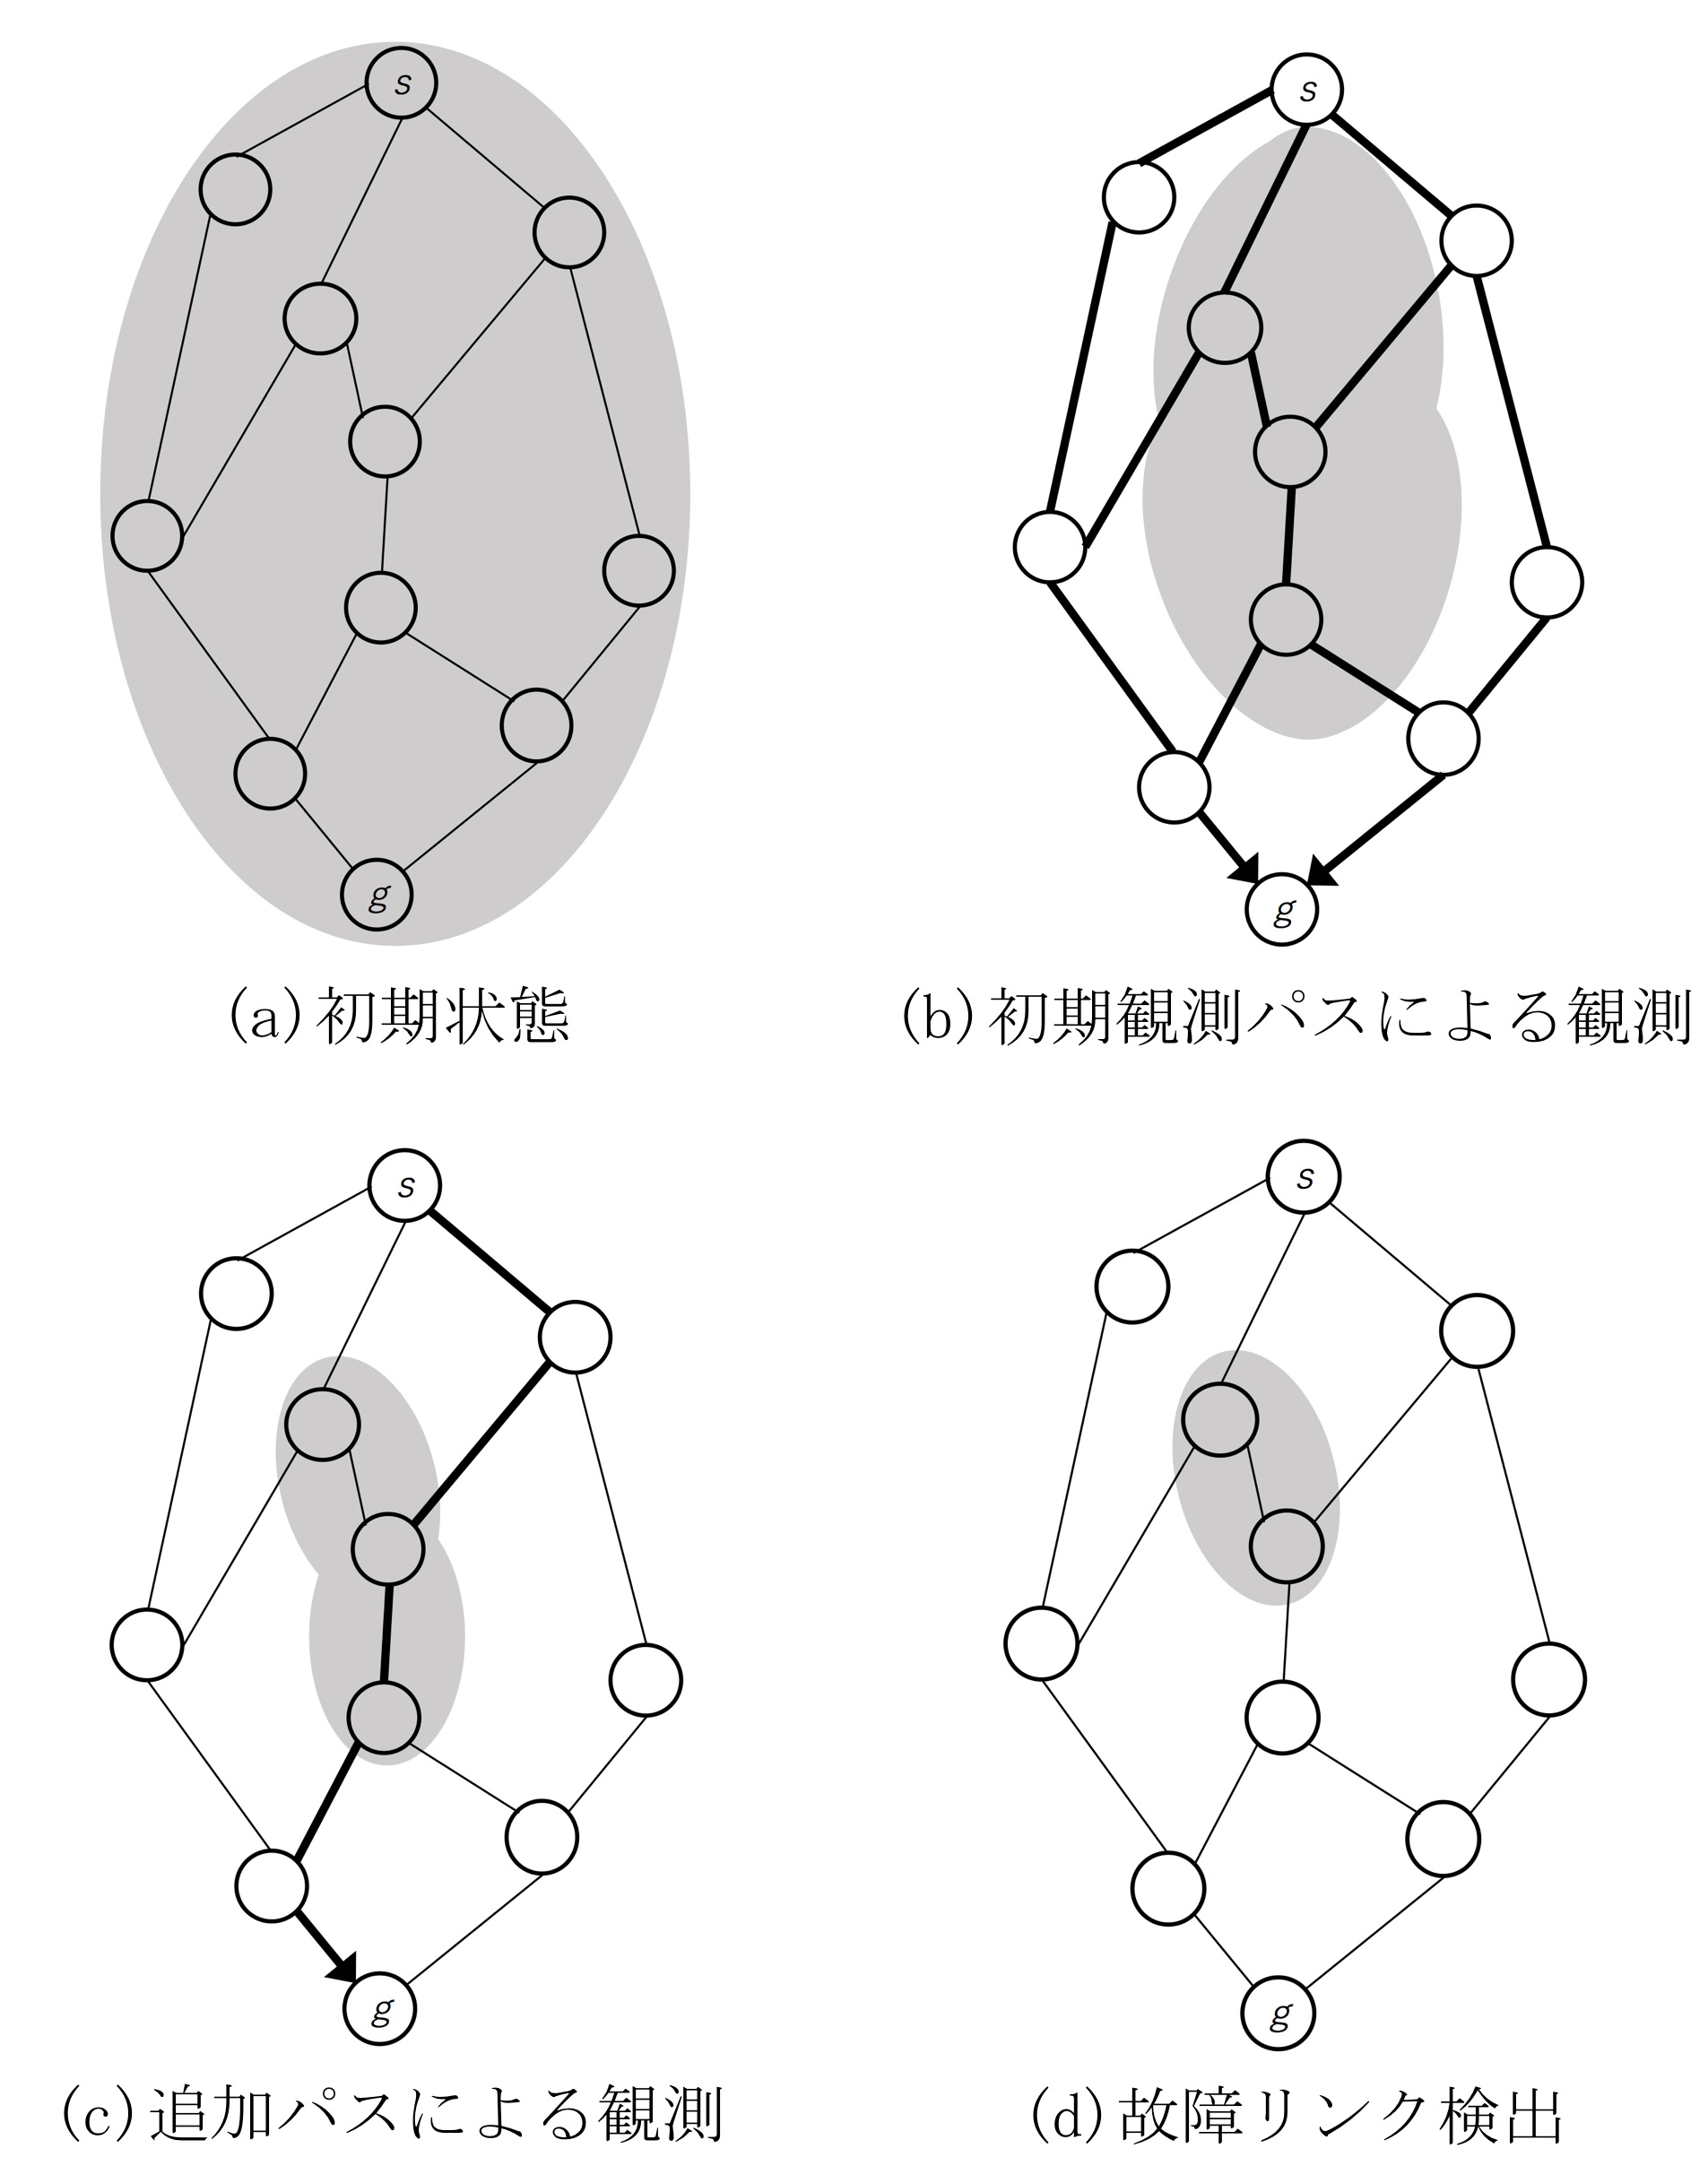 s
g
(a) 初期状態
s
g
(b) 初期観測パスによる観測
s
g
(c) 追加パスによる観測
s
g
(d) 故障リンク検出